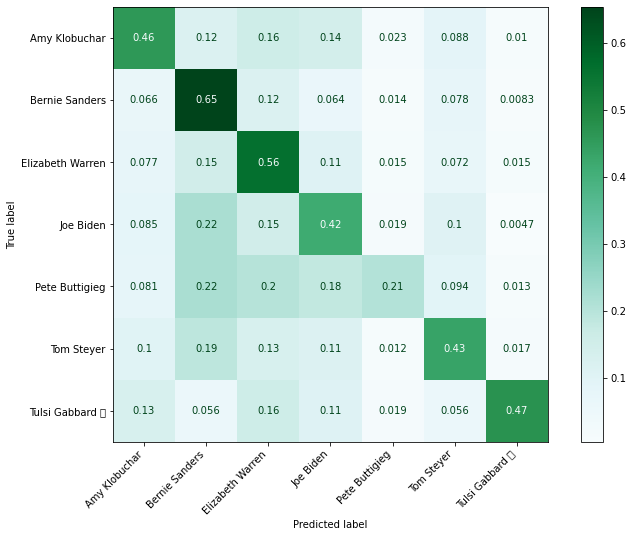 Amy Klobuchar 0.46 0.12 0.16 0.14 0.023 0.088 0.01
Bernie Sanders 0.066 0.65 0.12 0.064 0.014 0.078 0.0083
Elizabeth Warren 0.077 0.15 0.56 0.11 0.015 0.072 0.015
Joe Biden 0.085 0.22 0.15 0.42 0.019 0.1 0.0047
Pete Buttigieg 0.081 0.22 0.2 0.18 0.21 0.094 0.013
Tom Steyer 0.1 0.19 0.13 0.11 0.012 0.43 0.017
Tulsi Gabbard 0.13 0.056 0.16 0.11 0.019 0.056 0.47
True label
Amy Klobuchar
Bernie Sanders
Elizabeth Warren
Joe Biden
Pete Buttigieg
Tom Steyer
Tulsi Gabbard
Predicted label
0.6
0.5
0.4
0.3
0.2
0.1